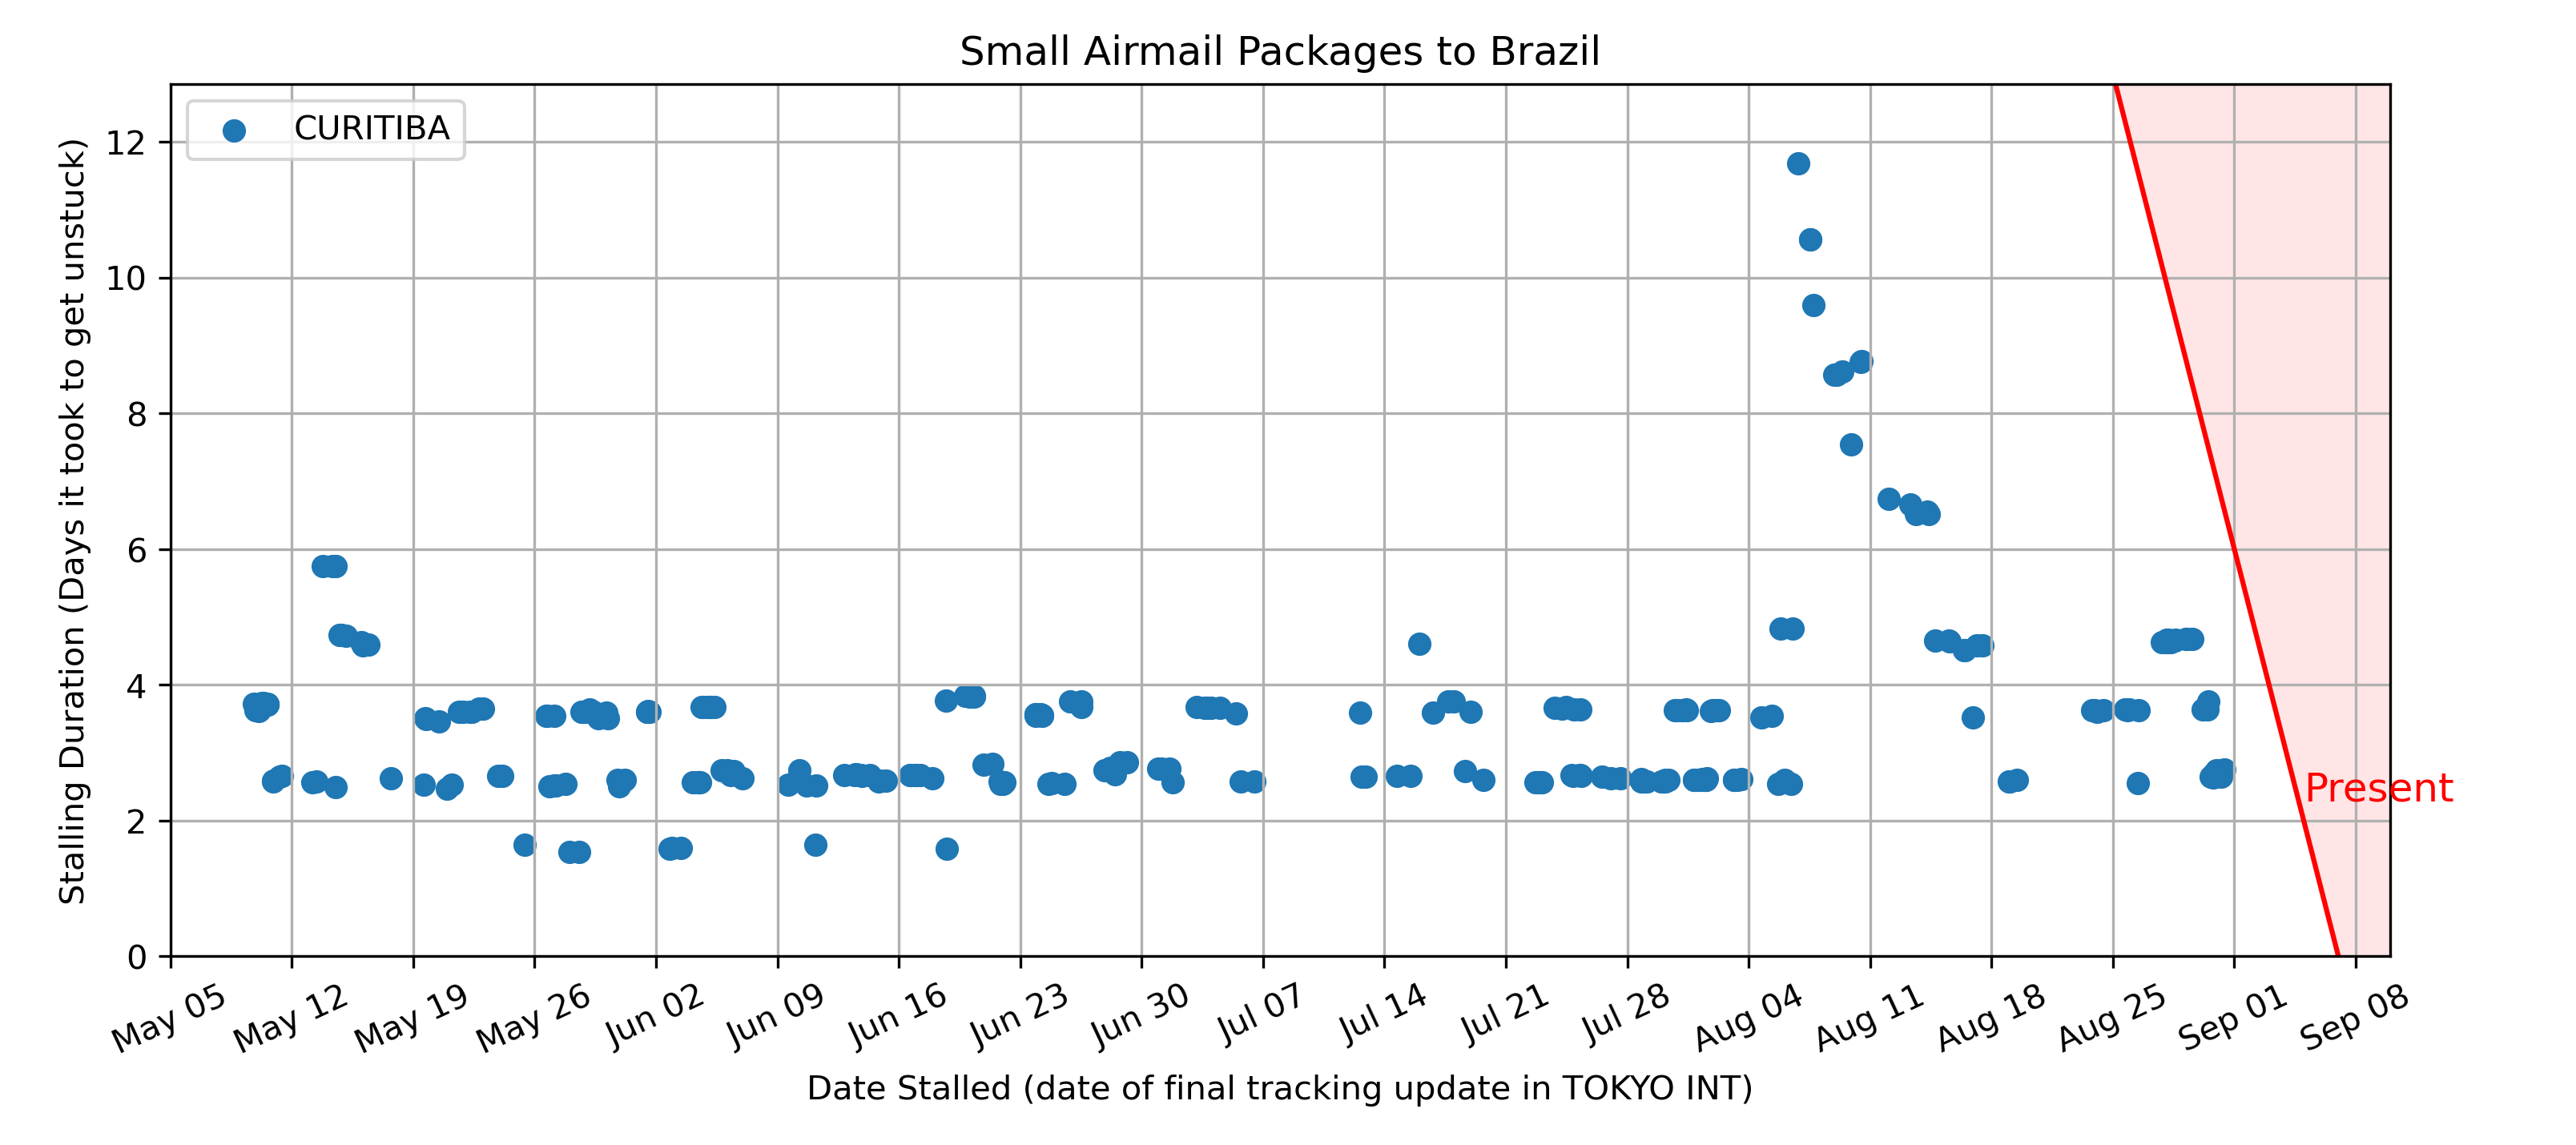 Small Airmail Packages to Brazil
CURITIBA
Stalling Duration (Days it took to get unstuck)
12
10
8
6
4
2
0
Present
May 05
May 12
May 19
May 26
Jun 02
Jun 09
Jun 16
Jun 23
Jun 30
Jul 07
Jul 14
Jul 21
Jul 28
Aug 04
Aug 11
Aug 18
Aug 25
Sep 01
Sep 08
Date Stalled (date of final tracking update in TOKYO INT)